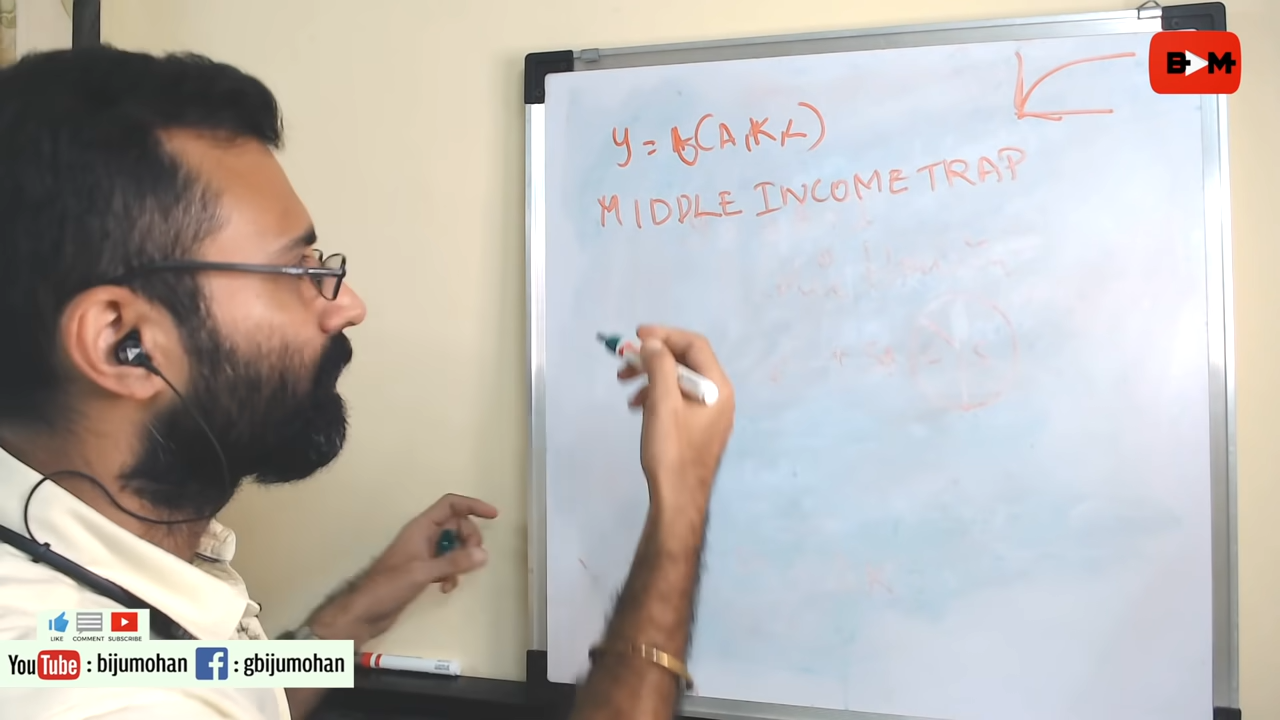 y = f(A, K, L)
MIDDLE INCOME TRAP
B M
LIKE COMMENT SUBSCRIBE
YouTube : bijumohan f : gbijumohan